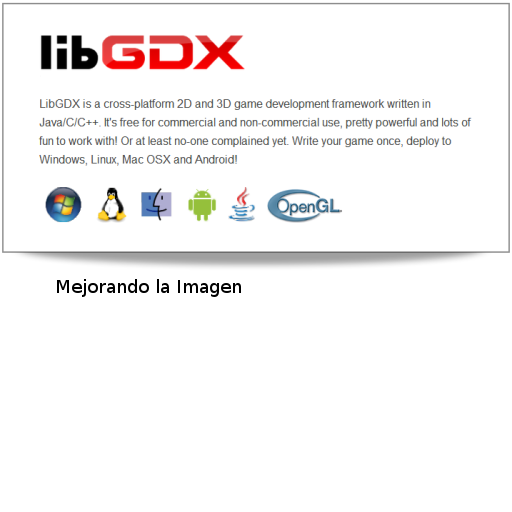 libGDX
LibGDX is a cross-platform 2D and 3D game development framework written in
Java/C/C++. It's free for commercial and non-commercial use, pretty powerful and lots of
fun to work with! Or at least no-one complained yet. Write your game once, deploy to
Windows, Linux, Mac OSX and Android!
OpenGL
Mejorando la Imagen